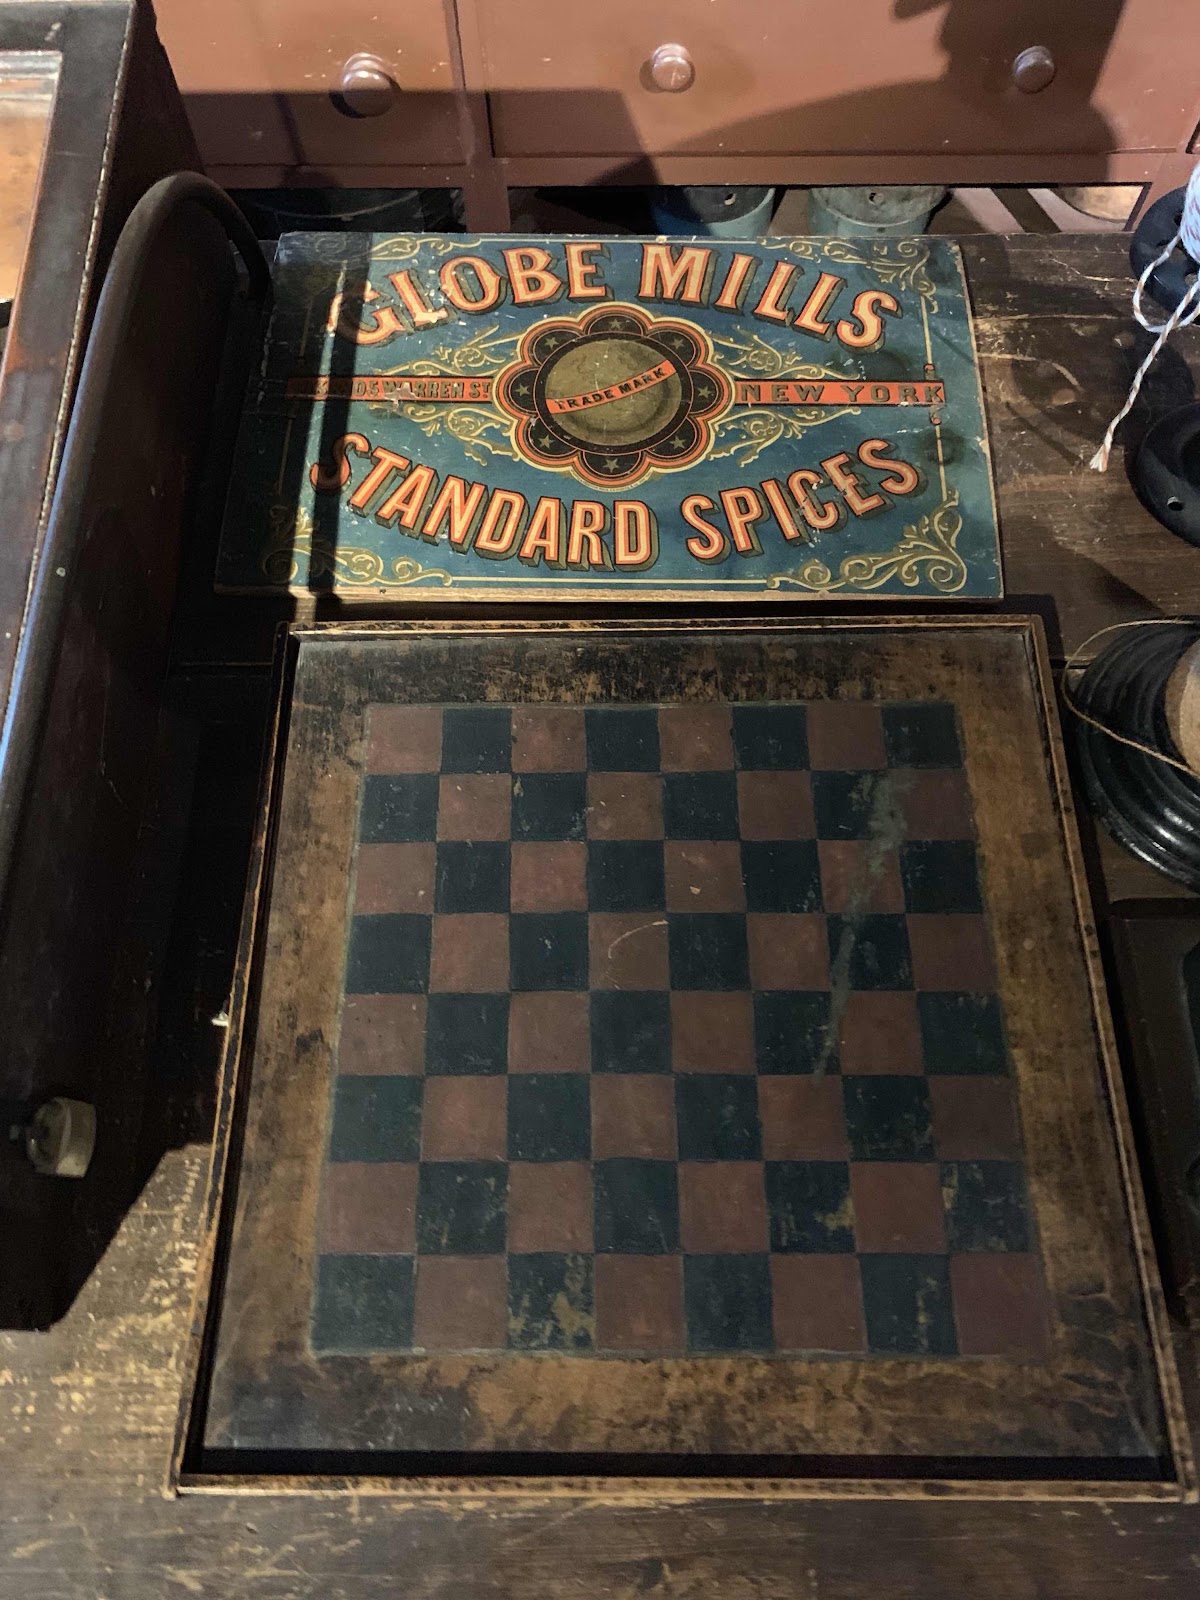 GLOBE MILLS
WARREN ST.
TRADE MARK
NEW YORK
STANDARD SPICES